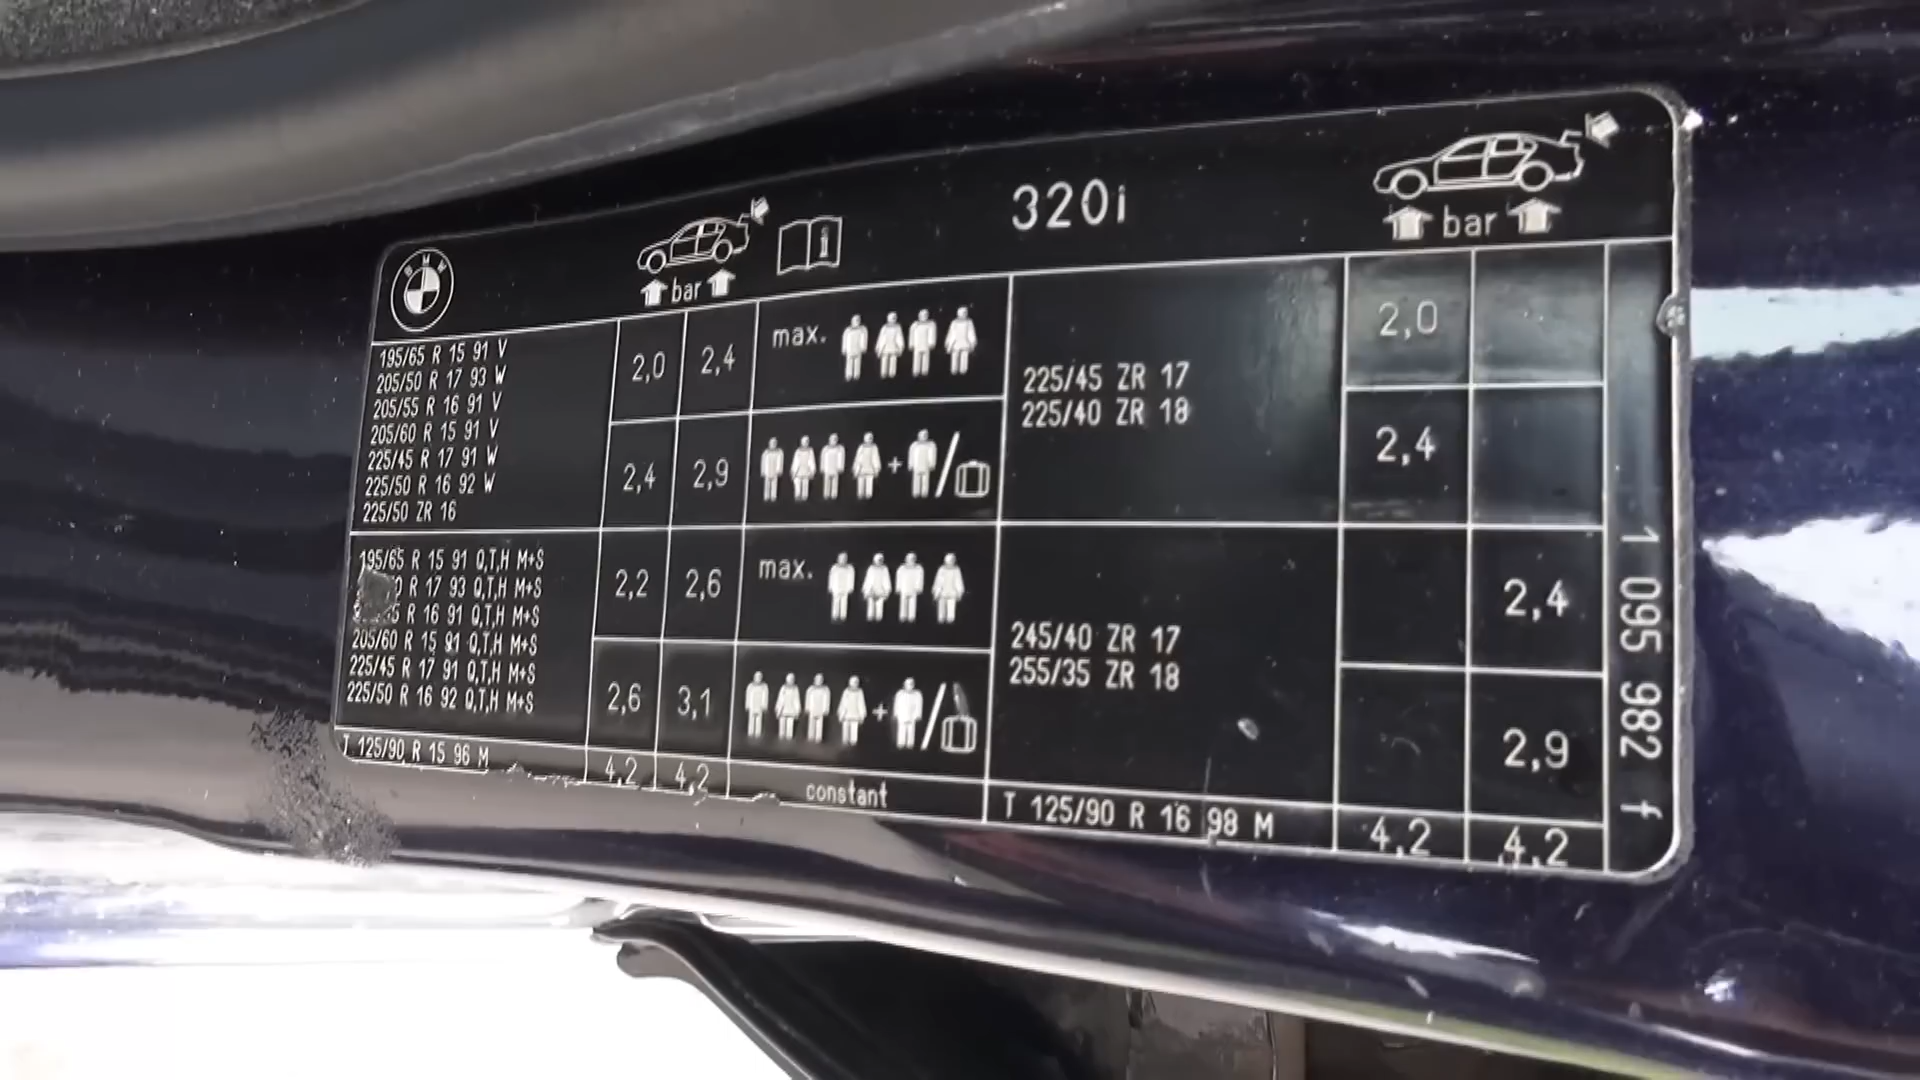 320i
BMW
bar
bar
195/65 R 15 91 V
205/50 R 17 93 W
205/55 R 16 91 V
205/60 R 15 91 V
225/45 R 17 91 W
225/50 R 16 92 W
225/50 ZR 16
2,0 2,4
max.
2,4 2,9
+ /
195/65 R 15 91 Q,T,H M+S
R 17 93 Q,T,H M+S
R 16 91 Q,T,H M+S
205/60 R 15 91 Q,T,H M+S
225/45 R 17 91 Q,T,H M+S
225/50 R 16 92 Q,T,H M+S
2,2 2,6
max.
2,6 3,1
+ /
T 125/90 R 15 96 M
4,2 4,2
constant
225/45 ZR 17
225/40 ZR 18
2,0
2,4
245/40 ZR 17
255/35 ZR 18
2,4
2,9
T 125/90 R 16 98 M
4,2 4,2
1 095 982 f